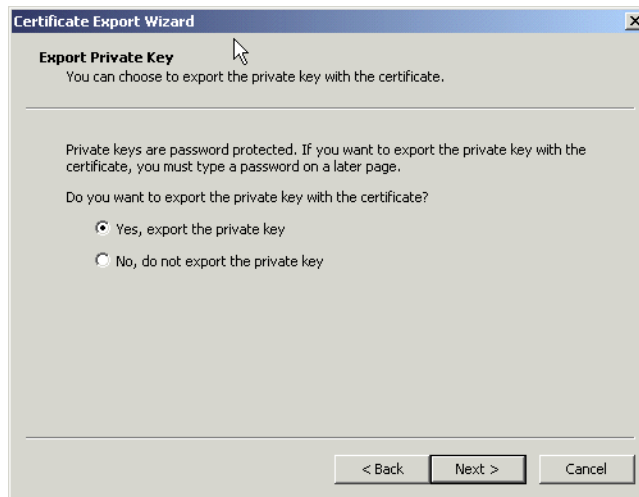 Certificate Export Wizard
Export Private Key
You can choose to export the private key with the certificate.
Private keys are password protected. If you want to export the private key with the
certificate, you must type a password on a later page.
Do you want to export the private key with the certificate?
Yes, export the private key
No, do not export the private key
< Back Next > Cancel